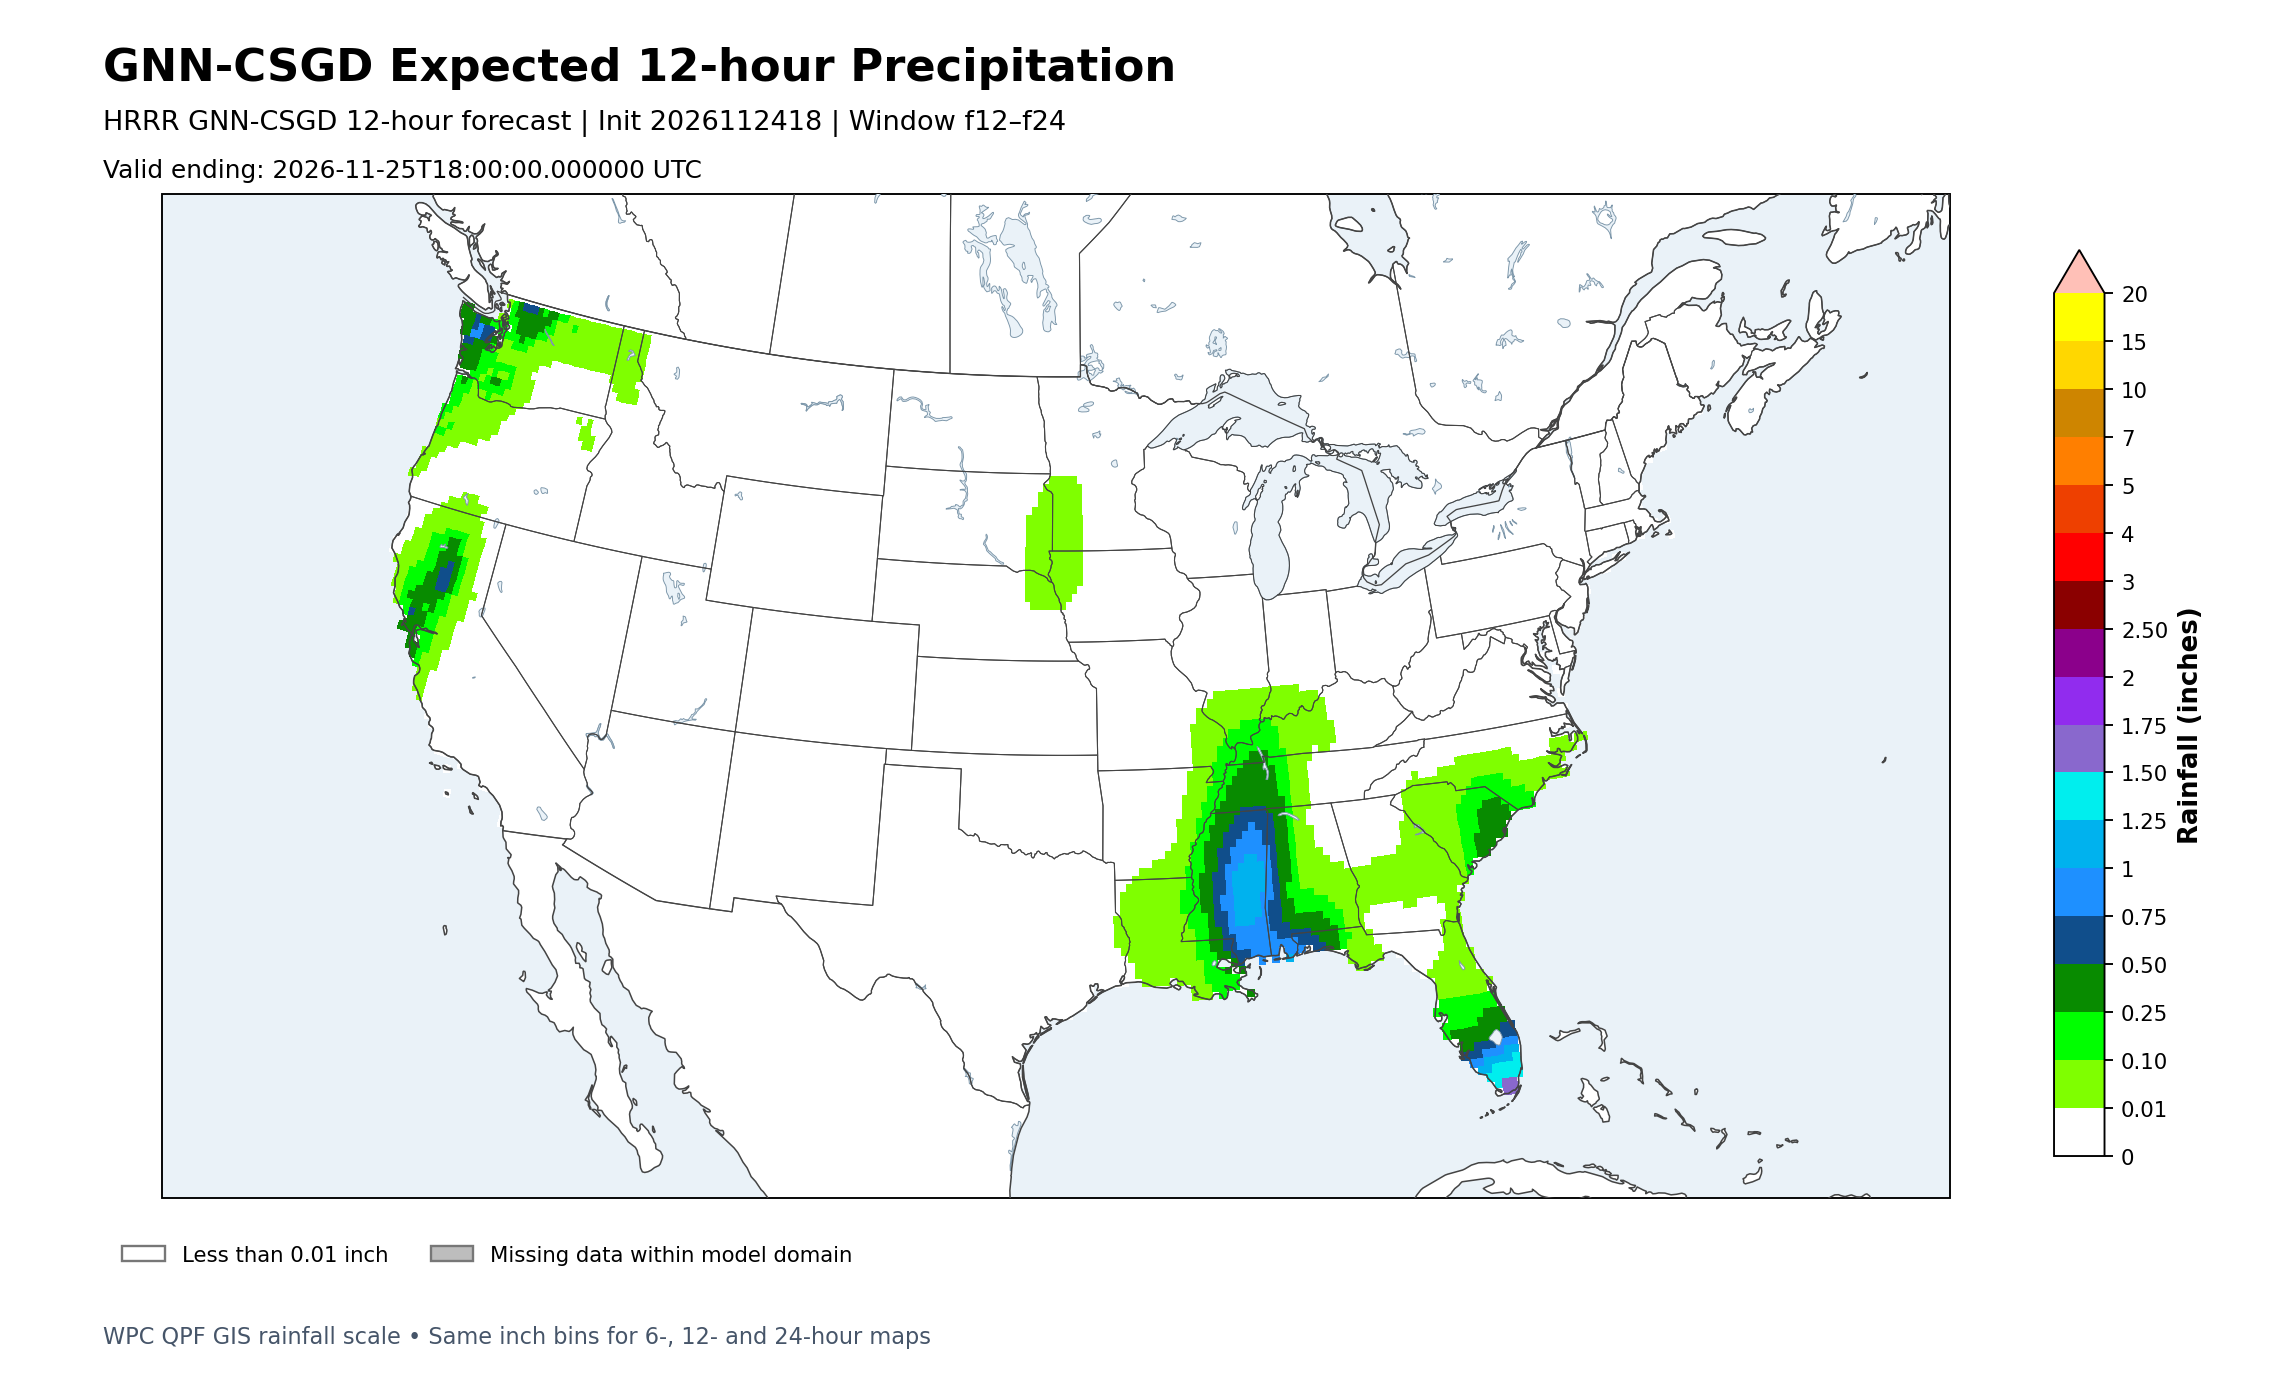 GNN-CSGD Expected 12-hour Precipitation
HRRR GNN-CSGD 12-hour forecast | Init 2026112418 | Window f12–f24
Valid ending: 2026-11-25T18:00:00.000000 UTC
20
15
10
7
5
4
3
2.50
2
1.75
1.50
1.25
1
0.75
0.50
0.25
0.10
0.01
0
Rainfall (inches)
Less than 0.01 inch
Missing data within model domain
WPC QPF GIS rainfall scale • Same inch bins for 6-, 12- and 24-hour maps